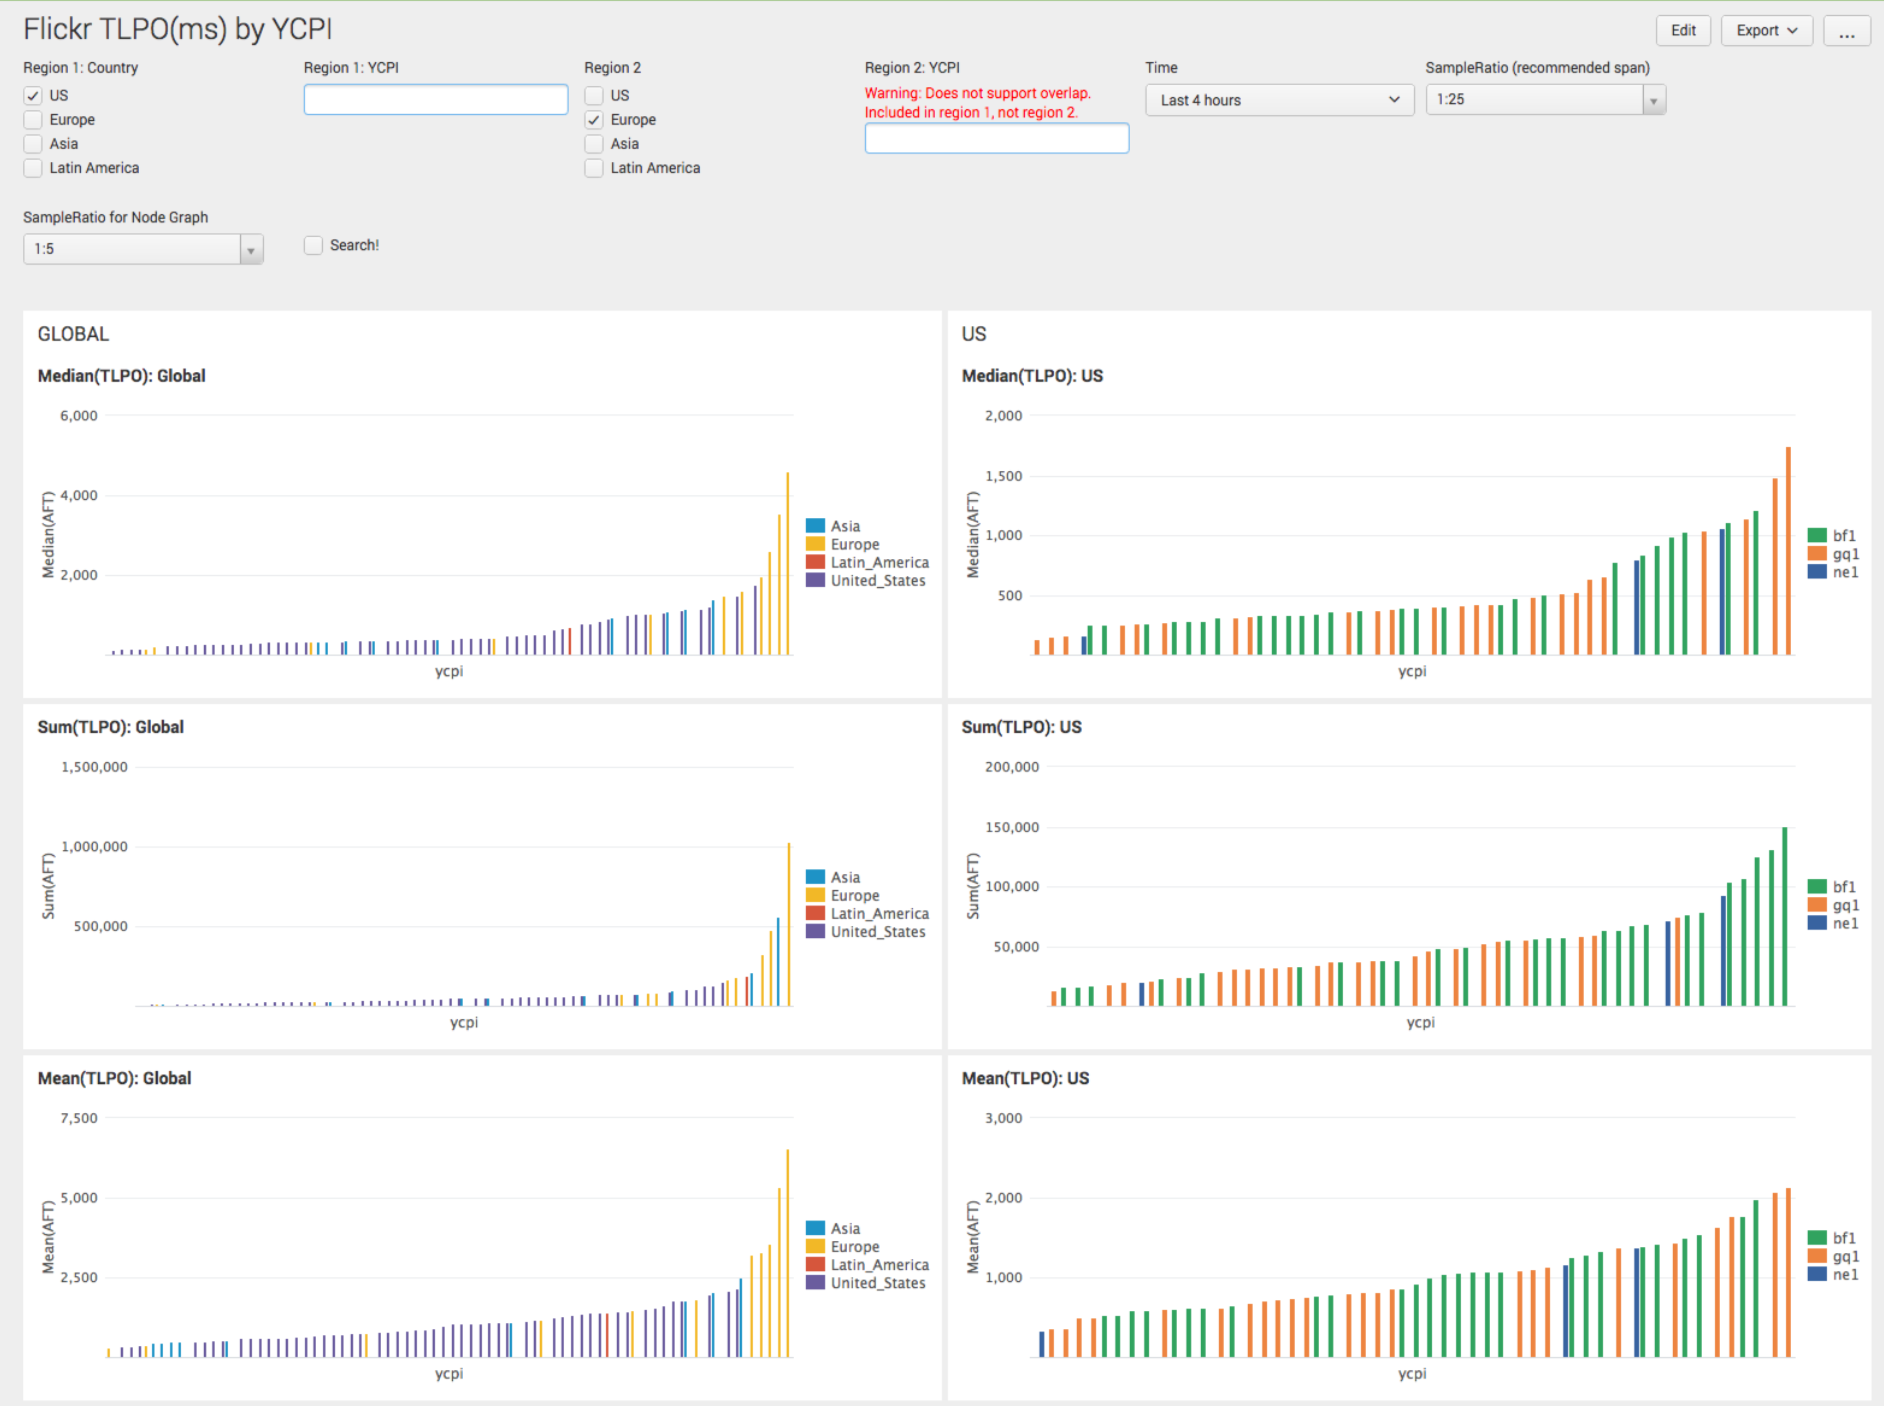 Flickr TLPO(ms) by YCPI
Edit
Export
...
Region 1: Country
US
Europe
Asia
Latin America
Region 1: YCPI
Region 2
US
Europe
Asia
Latin America
Region 2: YCPI
Warning: Does not support overlap.
Included in region 1, not region 2.
Time
Last 4 hours
SampleRatio (recommended span)
1:25
SampleRatio for Node Graph
1:5
Search!
GLOBAL
Median(TLPO): Global
6,000
4,000
2,000
Median(AFT)
ycpi
Asia
Europe
Latin_America
United_States
US
Median(TLPO): US
2,000
1,500
1,000
500
Median(AFT)
ycpi
bf1
gq1
ne1
Sum(TLPO): Global
1,500,000
1,000,000
500,000
Sum(AFT)
ycpi
Asia
Europe
Latin_America
United_States
Sum(TLPO): US
200,000
150,000
100,000
50,000
Sum(AFT)
ycpi
bf1
gq1
ne1
Mean(TLPO): Global
7,500
5,000
2,500
Mean(AFT)
ycpi
Asia
Europe
Latin_America
United_States
Mean(TLPO): US
3,000
2,000
1,000
Mean(AFT)
ycpi
bf1
gq1
ne1